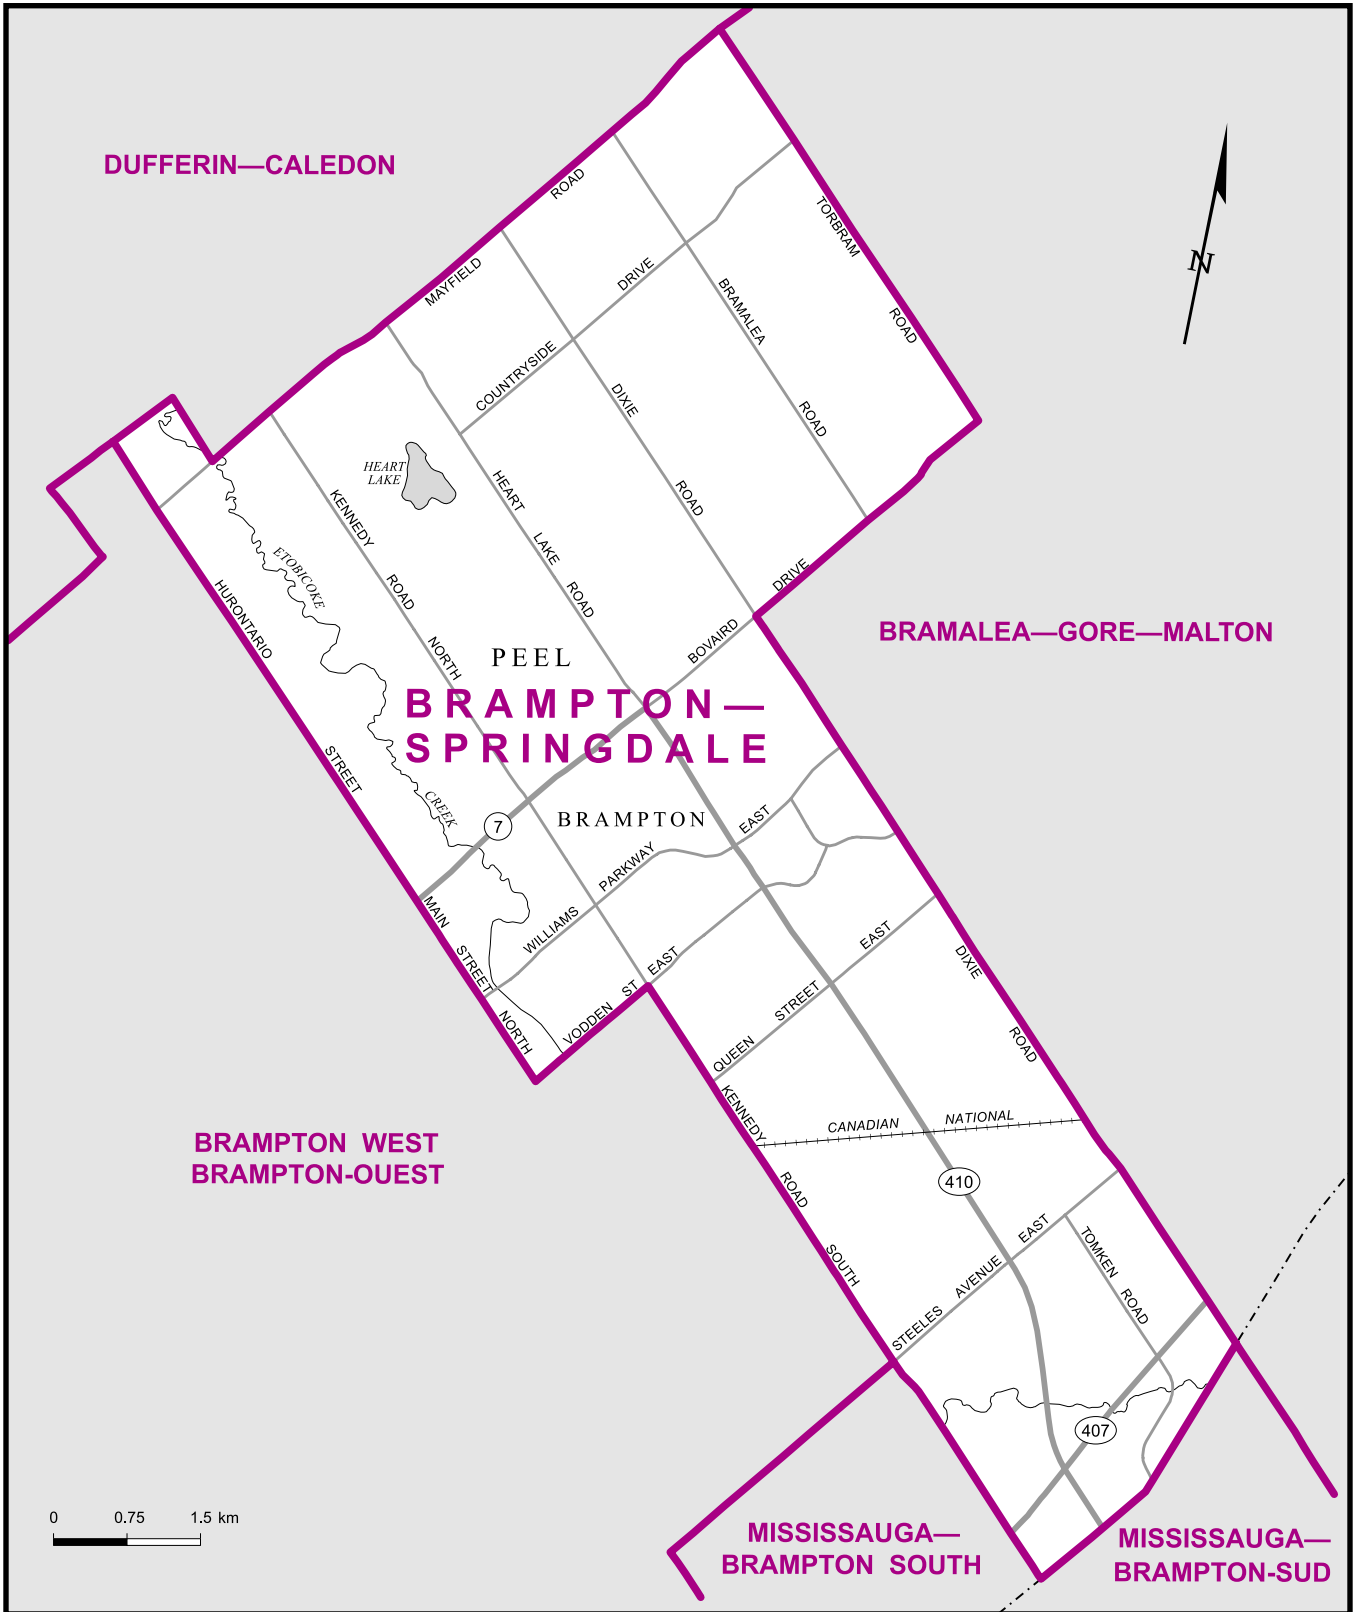 DUFFERIN—CALEDON
ROAD
MAYFIELD
TORBRAM
ROAD
N
DRIVE
COUNTRYSIDE
BRAMALEA
ROAD
DIXIE
ROAD
HEART
LAKE
HEART
LAKE
ROAD
KENNEDY
ROAD
NORTH
ETOBICOKE
CREEK
HURONTARIO
STREET
DRIVE
BOVAIRD
BRAMALEA—GORE—MALTON
PEEL
BRAMPTON—
SPRINGDALE
7
BRAMPTON
EAST
PARKWAY
WILLIAMS
MAIN
STREET
NORTH
EAST
ST
VODDEN
EAST
STREET
QUEEN
DIXIE
ROAD
KENNEDY
ROAD
SOUTH
CANADIAN NATIONAL
410
BRAMPTON WEST
BRAMPTON-OUEST
EAST
AVENUE
STEELES
TOMKEN
ROAD
407
0 0.75 1.5 km
MISSISSAUGA—
BRAMPTON SOUTH
MISSISSAUGA—
BRAMPTON-SUD